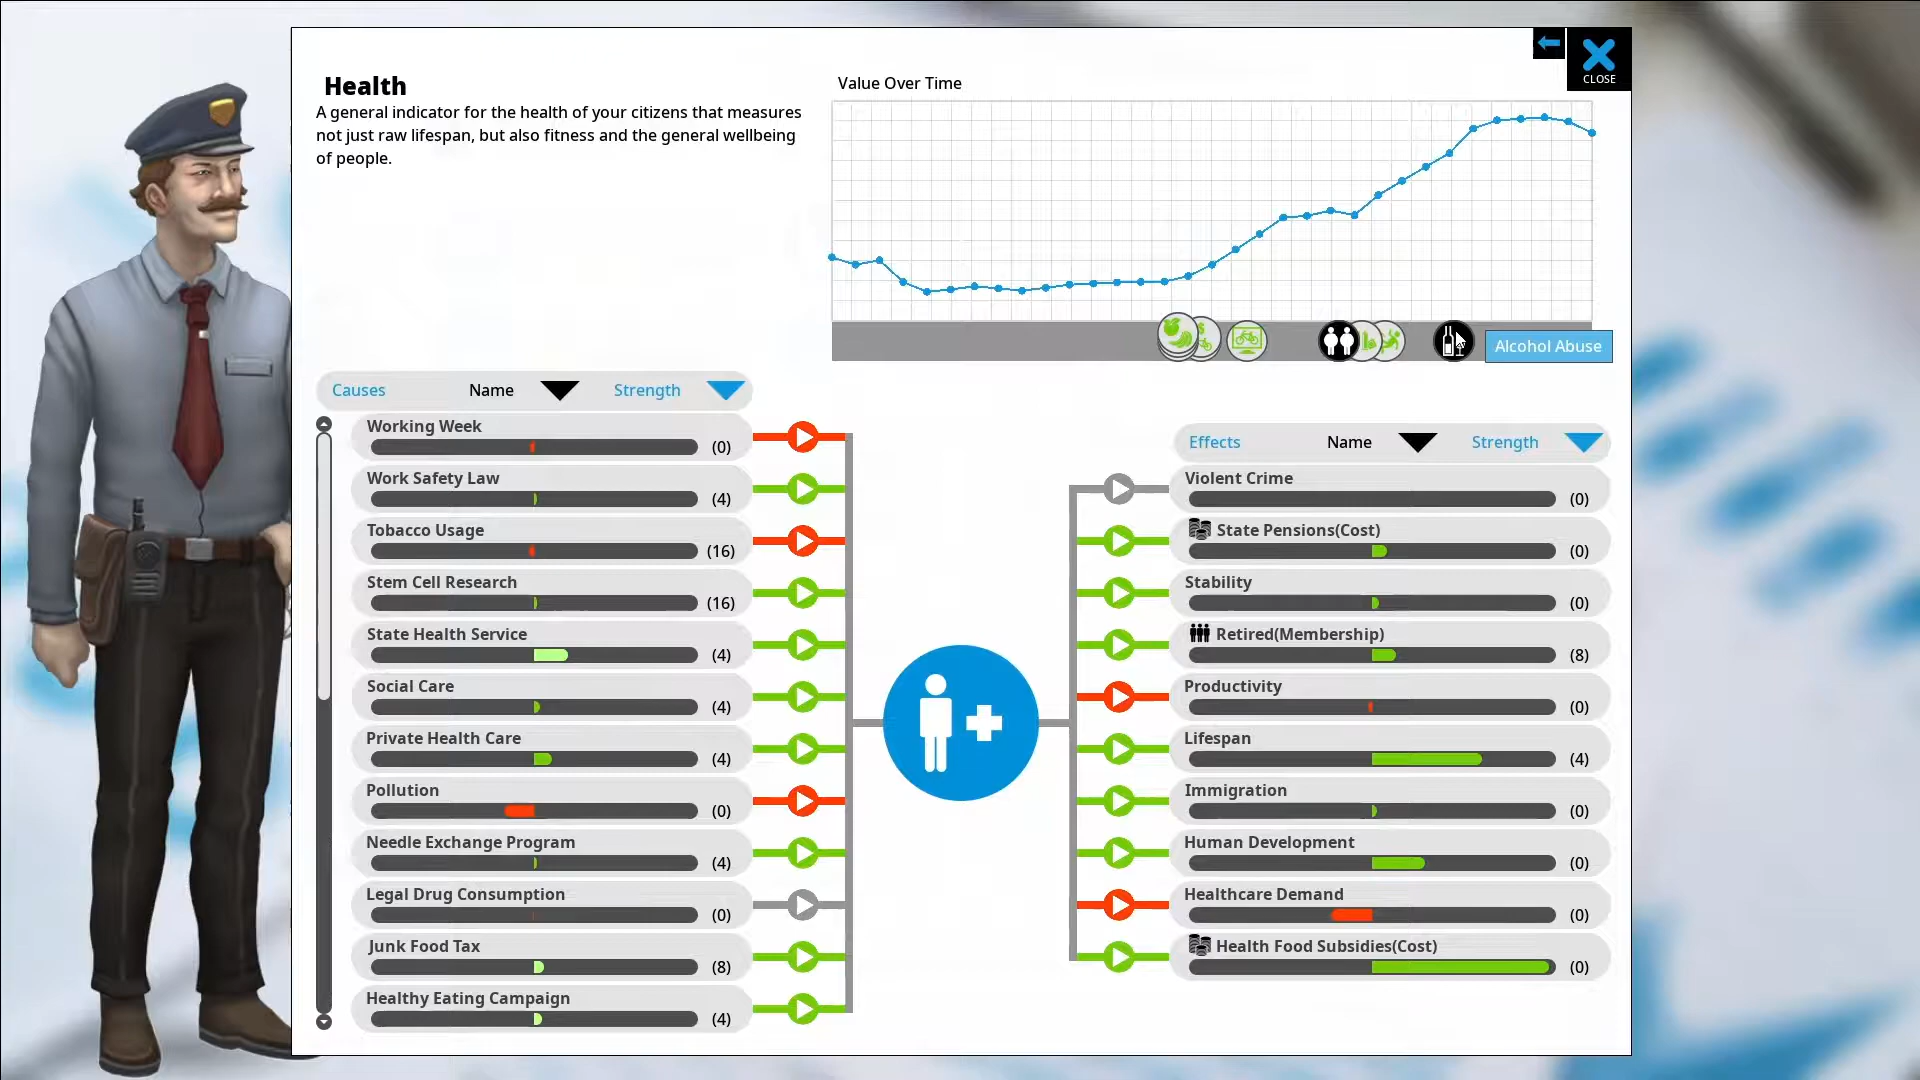 Health
A general indicator for the health of your citizens that measures
not just raw lifespan, but also fitness and the general wellbeing
of people.
Value Over Time
CLOSE
Alcohol Abuse
Causes Name Strength
Working Week
(0)
Work Safety Law
(4)
Tobacco Usage
(16)
Stem Cell Research
(16)
State Health Service
(4)
Social Care
(4)
Private Health Care
(4)
Pollution
(0)
Needle Exchange Program
(4)
Legal Drug Consumption
(0)
Junk Food Tax
(8)
Healthy Eating Campaign
(4)
Effects Name Strength
Violent Crime
(0)
State Pensions(Cost)
(0)
Stability
(0)
Retired(Membership)
(8)
Productivity
(0)
Lifespan
(4)
Immigration
(0)
Human Development
(0)
Healthcare Demand
(0)
Health Food Subsidies(Cost)
(0)